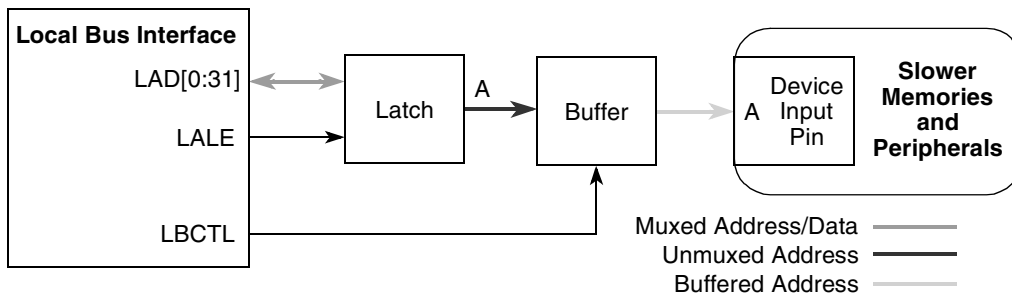 Local Bus Interface
LAD[0:31]
LALE
LBCTL
Latch
A
Buffer
A
Device
Input
Pin
Slower
Memories
and
Peripherals
Muxed Address/Data
Unmuxed Address
Buffered Address